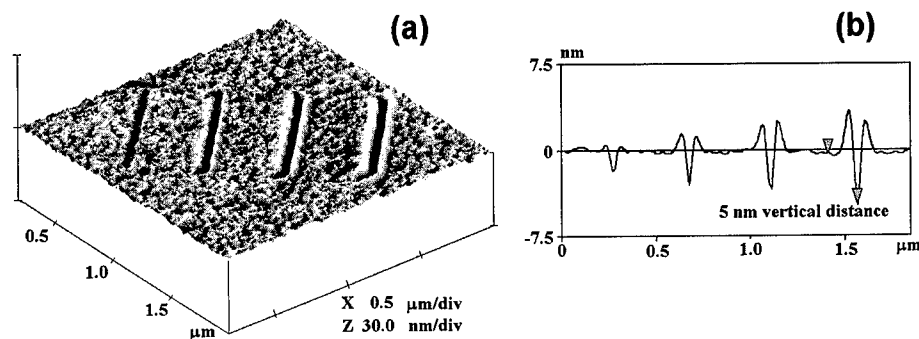 (a)
0.5
1.0
1.5
μm
X 0.5 μm/div
Z 30.0 nm/div
(b)
nm
7.5
0
-7.5
5 nm vertical distance
0 0.5 1.0 1.5 μm